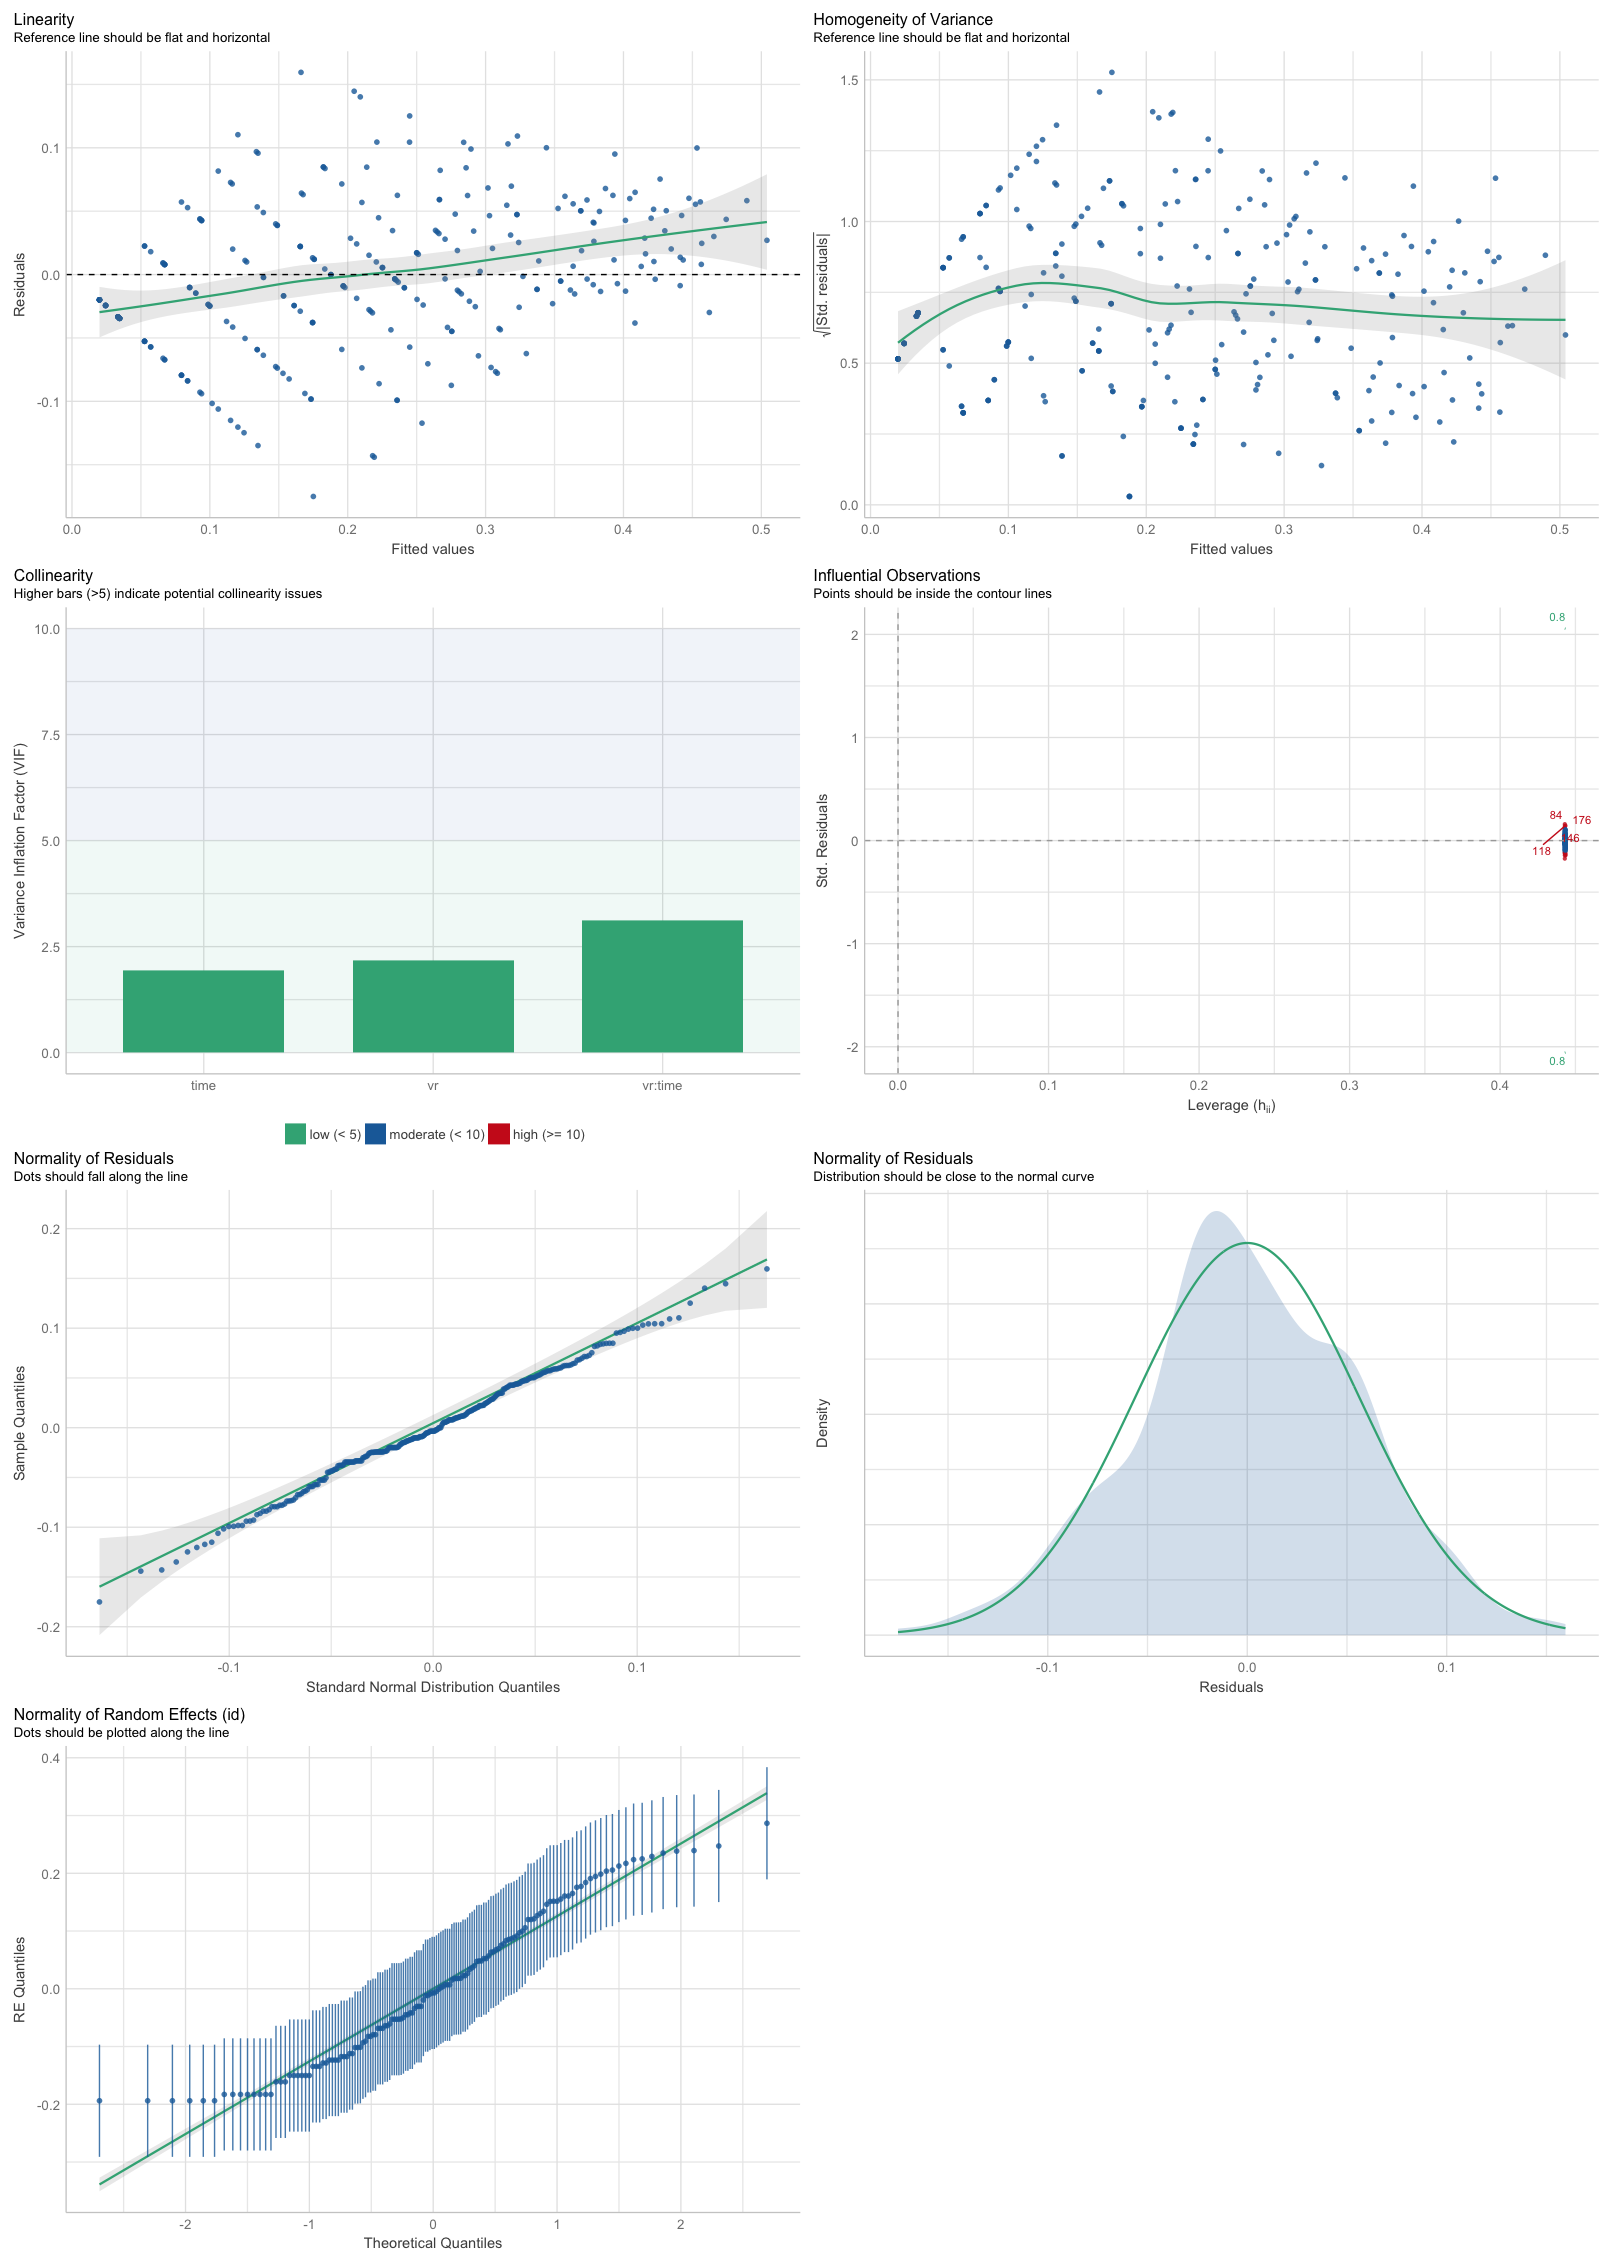 Linearity
Reference line should be flat and horizontal
Residuals
0.1
0.0
-0.1
0.0 0.1 0.2 0.3 0.4 0.5
Fitted values
Homogeneity of Variance
Reference line should be flat and horizontal
√|Std. residuals|
1.5
1.0
0.5
0.0
0.0 0.1 0.2 0.3 0.4 0.5
Fitted values
Collinearity
Higher bars (>5) indicate potential collinearity issues
Variance Inflation Factor (VIF)
10.0
7.5
5.0
2.5
0.0
time vr vr:time
low (< 5) moderate (< 10) high (>= 10)
Influential Observations
Points should be inside the contour lines
Std. Residuals
2
1
0
-1
-2
0.8
84
176
118
0.8
0.0 0.1 0.2 0.3 0.4
Leverage (hii)
Normality of Residuals
Dots should fall along the line
Sample Quantiles
0.2
0.1
0.0
-0.1
-0.2
-0.1 0.0 0.1
Standard Normal Distribution Quantiles
Normality of Residuals
Distribution should be close to the normal curve
Density
-0.1 0.0 0.1
Residuals
Normality of Random Effects (id)
Dots should be plotted along the line
RE Quantiles
0.4
0.2
0.0
-0.2
-2 -1 0 1 2
Theoretical Quantiles